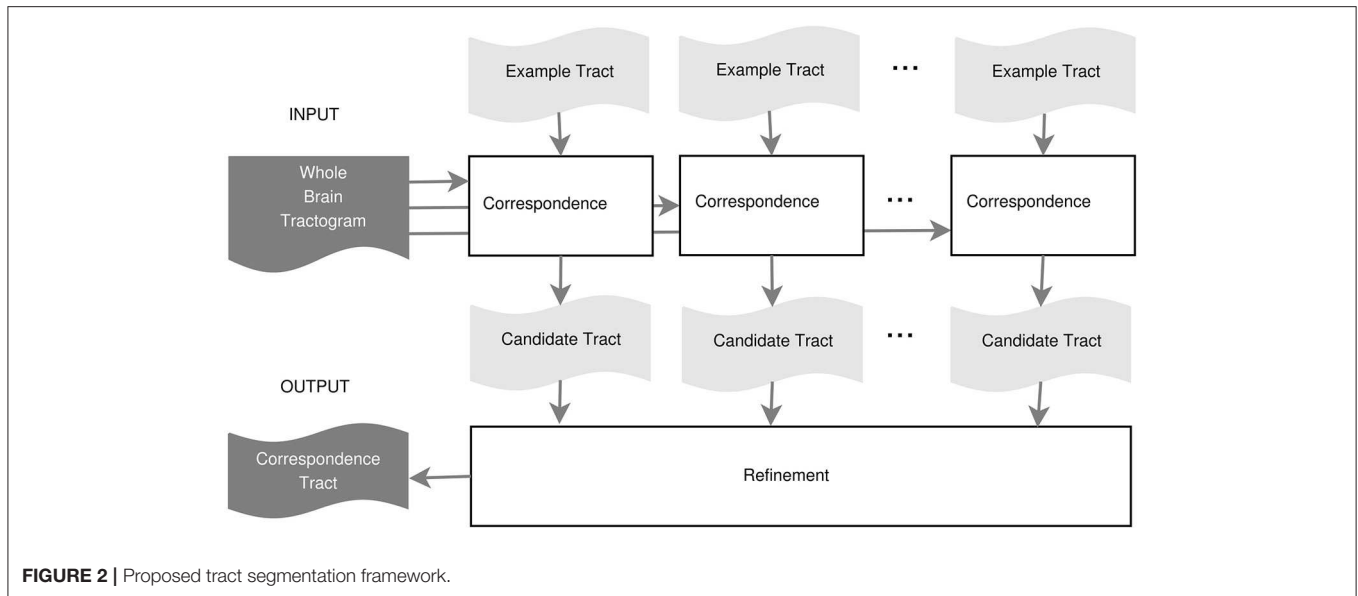 Example Tract
Example Tract
...
Example Tract
INPUT
Whole
Brain
Tractogram
Correspondence
Correspondence
...
Correspondence
Candidate Tract
Candidate Tract
...
Candidate Tract
OUTPUT
Correspondence
Tract
Refinement
FIGURE 2 | Proposed tract segmentation framework.